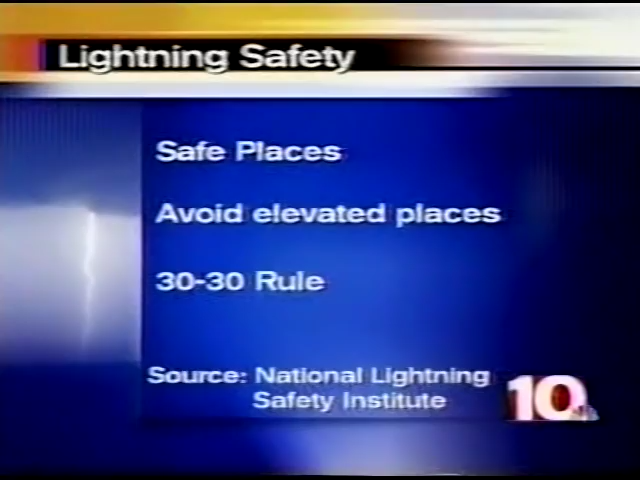 Lightning Safety
Safe Places
Avoid elevated places
30-30 Rule
Source: National Lightning
Safety Institute
10